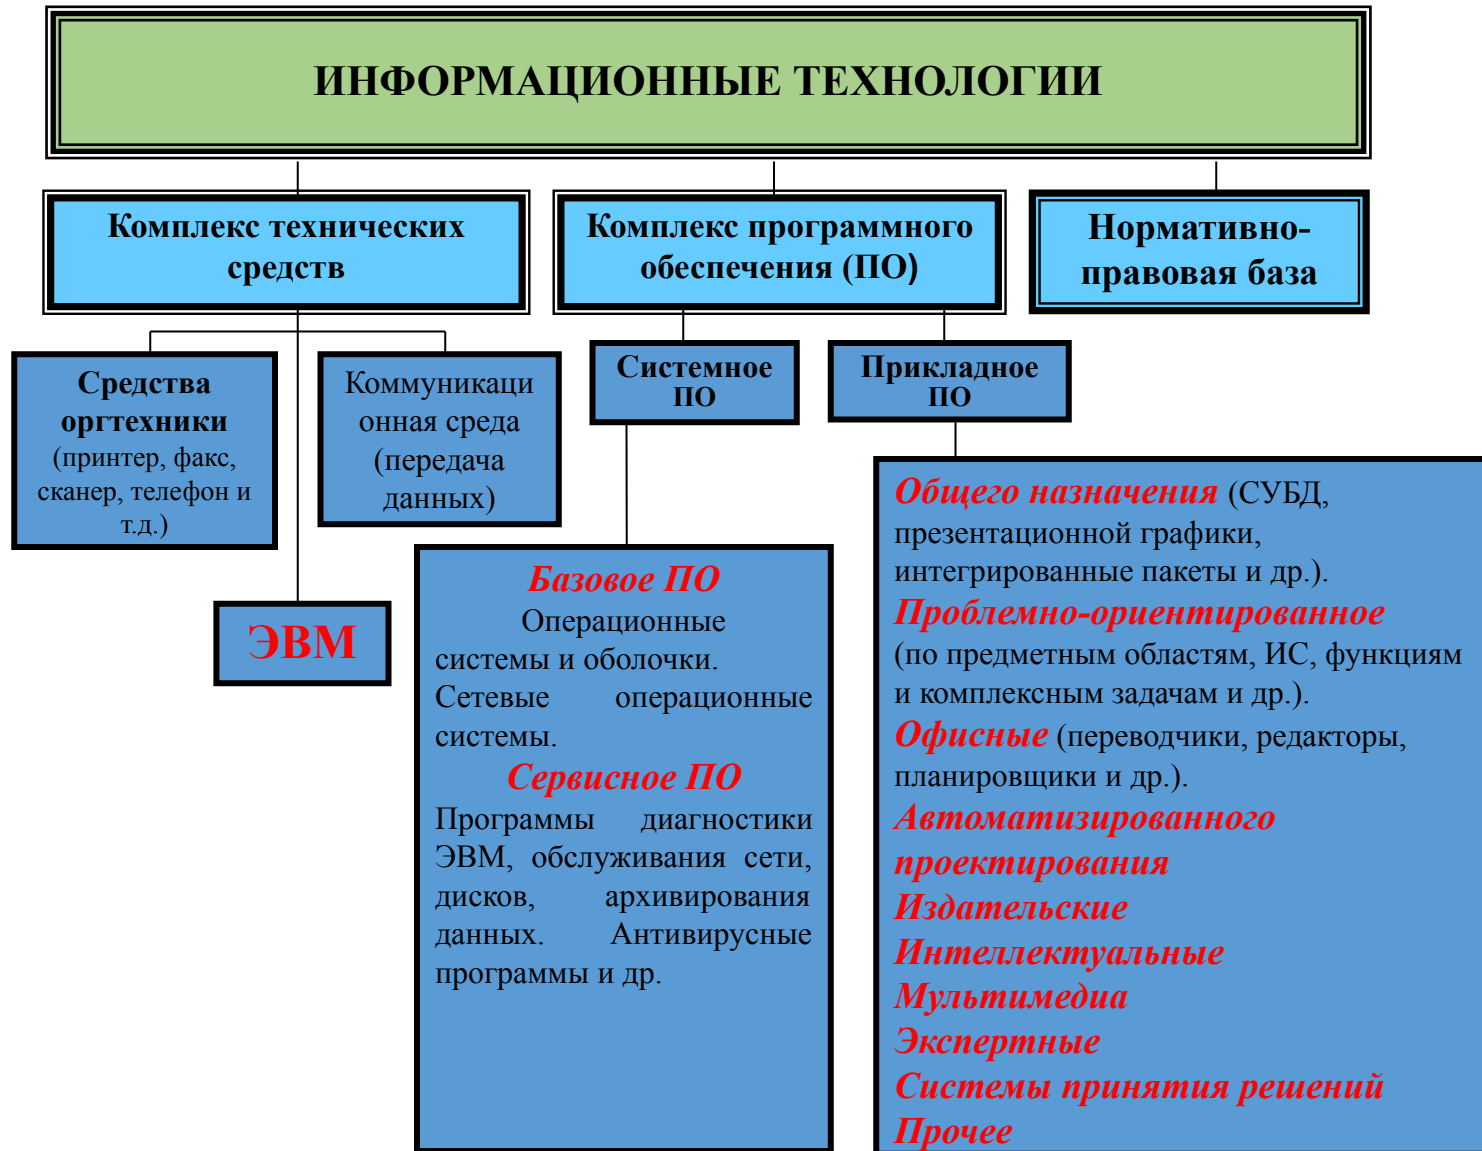 ИНФОРМАЦИОННЫЕ ТЕХНОЛОГИИ
Комплекс технических
средств
Комплекс программного
обеспечения (ПО)
Нормативно-
правовая база
Средства
оргтехники
(принтер, факс,
сканер, телефон и
т.д.)
Коммуникаци
онная среда
(передача
данных)
ЭВМ
Системное
ПО
Прикладное
ПО
Базовое ПО
Операционные
системы и оболочки.
Сетевые операционные
системы.
Сервисное ПО
Программы диагностики
ЭВМ, обслуживания сети,
дисков, архивирования
данных. Антивирусные
программы и др.
Общего назначения (СУБД,
презентационной графики,
интегрированные пакеты и др.).
Проблемно-ориентированное
(по предметным областям, ИС, функциям
и комплексным задачам и др.).
Офисные (переводчики, редакторы,
планировщики и др.).
Автоматизированного
проектирования
Издательские
Интеллектуальные
Мультимедиа
Экспертные
Системы принятия решений
Прочее